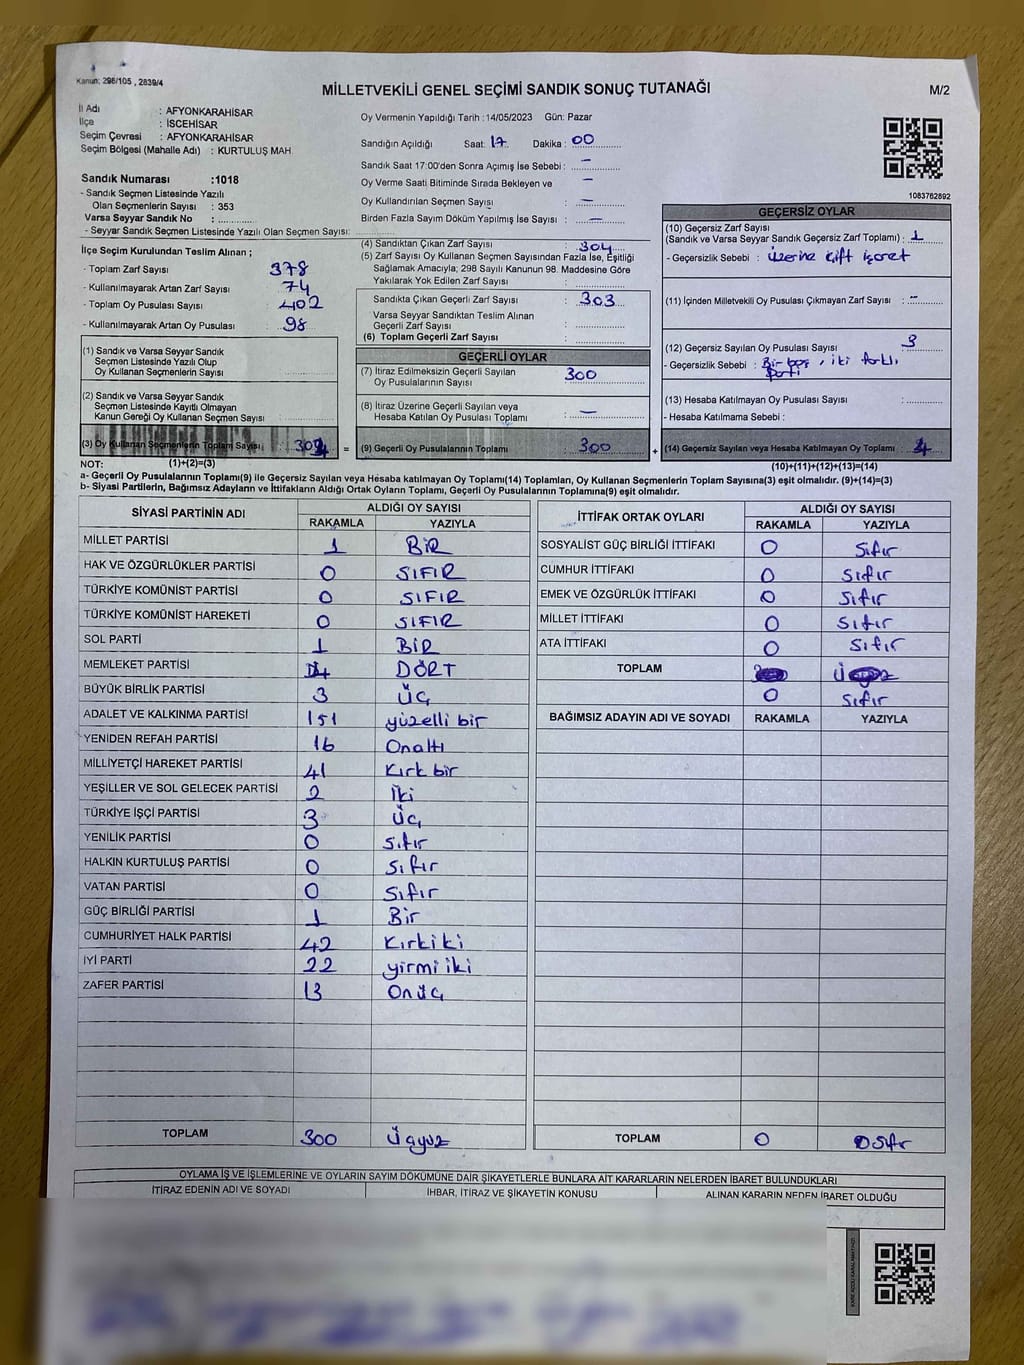 Kanun: 298/105 , 2839/4
MİLLETVEKİLİ GENEL SEÇİMİ SANDIK SONUÇ TUTANAĞI
M/2
İl Adı : AFYONKARAHİSAR
İlçe : İSCEHİSAR
Seçim Çevresi : AFYONKARAHİSAR
Seçim Bölgesi (Mahalle Adı) : KURTULUŞ MAH.
Sandık Numarası :1018
- Sandık Seçmen Listesinde Yazılı
Olan Seçmenlerin Sayısı : 353
Varsa Seyyar Sandık No :
- Seyyar Sandık Seçmen Listesinde Yazılı Olan Seçmen Sayısı:
Oy Vermenin Yapıldığı Tarih :14/05/2023 Gün: Pazar
Sandığın Açıldığı Saat: 17 Dakika : 00
Sandık Saat 17:00'den Sonra Açımış İse Sebebi : -
Oy Verme Saati Bitiminde Sırada Bekleyen ve -
Oy Kullandırılan Seçmen Sayısı : -
Birden Fazla Sayım Döküm Yapılmış İse Sayısı : -
1083762892
İlçe Seçim Kurulundan Teslim Alınan ;
- Toplam Zarf Sayısı : 378
- Kullanılmayarak Artan Zarf Sayısı : 74
- Toplam Oy Pusulası Sayısı : 402
- Kullanılmayarak Artan Oy Pusulası : 98
(4) Sandıktan Çıkan Zarf Sayısı : 304
(5) Zarf Sayısı Oy Kullanan Seçmen Sayısından Fazla İse, Eşitliği
Sağlamak Amacıyla; 298 Sayılı Kanunun 98. Maddesine Göre
Yakılarak Yok Edilen Zarf Sayısı :
Sandıkta Çıkan Geçerli Zarf Sayısı : 303
Varsa Seyyar Sandıktan Teslim Alınan
Geçerli Zarf Sayısı :
(6) Toplam Geçerli Zarf Sayısı :
GEÇERSİZ OYLAR
(10) Geçersiz Zarf Sayısı
(Sandık ve Varsa Seyyar Sandık Geçersiz Zarf Toplamı) : 1
- Geçersizlik Sebebi : üzerine çift işaret
(11) İçinden Milletvekili Oy Pusulası Çıkmayan Zarf Sayısı : -
(12) Geçersiz Sayılan Oy Pusulası Sayısı : 3
- Geçersizlik Sebebi : Bir boş , iki farklı
parti
(13) Hesaba Katılmayan Oy Pusulası Sayısı :
- Hesaba Katılmama Sebebi :
(1) Sandık ve Varsa Seyyar Sandık
Seçmen Listesinde Yazılı Olup
Oy Kullanan Seçmenlerin Sayısı :
(2) Sandık ve Varsa Seyyar Sandık
Seçmen Listesinde Kayıtlı Olmayan
Kanun Gereği Oy Kullanan Seçmen Sayısı :
GEÇERLİ OYLAR
(7) İtiraz Edilmeksizin Geçerli Sayılan
Oy Pusulalarının Sayısı : 300
(8) İtiraz Üzerine Geçerli Sayılan veya
Hesaba Katılan Oy Pusulası Toplamı : -
(3) Oy Kullanan Seçmenlerin Toplam Sayısı : 304 = (9) Geçerli Oy Pusulalarının Toplamı : 300 + (14) Geçersiz Sayılan veya Hesaba Katılmayan Oy Toplamı : 4
NOT: (1)+(2)=(3) (10)+(11)+(12)+(13)=(14)
a- Geçerli Oy Pusulalarının Toplamı(9) ile Geçersiz Sayılan veya Hesaba katılmayan Oy Toplamı(14) Toplamları, Oy Kullanan Seçmenlerin Toplam Sayısına(3) eşit olmalıdır. (9)+(14)=(3)
b- Siyasi Partilerin, Bağımsız Adayların ve İttifakların Aldığı Ortak Oyların Toplamı, Geçerli Oy Pusulalarının Toplamına(9) eşit olmalıdır.
SİYASİ PARTİNİN ADI ALDIĞI OY SAYISI
RAKAMLA YAZIYLA
MİLLET PARTİSİ 1 BİR
HAK VE ÖZGÜRLÜKLER PARTİSİ 0 SIFIR
TÜRKİYE KOMÜNİST PARTİSİ 0 SIFIR
TÜRKİYE KOMÜNİST HAREKETİ 0 SIFIR
SOL PARTİ 1 BİR
MEMLEKET PARTİSİ 4 DÖRT
BÜYÜK BİRLİK PARTİSİ 3 ÜÇ
ADALET VE KALKINMA PARTİSİ 151 yüzelli bir
YENİDEN REFAH PARTİSİ 16 Onaltı
MİLLİYETÇİ HAREKET PARTİSİ 41 Kırk bir
YEŞİLLER VE SOL GELECEK PARTİSİ 2 İki
TÜRKİYE İŞÇİ PARTİSİ 3 Üç
YENİLİK PARTİSİ 0 sıfır
HALKIN KURTULUŞ PARTİSİ 0 Sıfır
VATAN PARTİSİ 0 Sıfır
GÜÇ BİRLİĞİ PARTİSİ 1 Bir
CUMHURİYET HALK PARTİSİ 42 Kırkiki
İYİ PARTİ 22 yirmi iki
ZAFER PARTİSİ 13 Onüç
TOPLAM 300 Üçyüz
İTTİFAK ORTAK OYLARI ALDIĞI OY SAYISI
RAKAMLA YAZIYLA
SOSYALİST GÜÇ BİRLİĞİ İTTİFAKI 0 Sıfır
CUMHUR İTTİFAKI 0 Sıfır
EMEK VE ÖZGÜRLÜK İTTİFAKI 0 Sıfır
MİLLET İTTİFAKI 0 Sıfır
ATA İTTİFAKI 0 Sıfır
TOPLAM
0 Sıfır
BAĞIMSIZ ADAYIN ADI VE SOYADI RAKAMLA YAZIYLA
TOPLAM 0 Sıfır
OYLAMA İŞ VE İŞLEMLERİNE VE OYLARIN SAYIM DÖKÜMÜNE DAİR ŞİKAYETLERLE BUNLARA AİT KARARLARIN NELERDEN İBARET BULUNDUKLARI
İTİRAZ EDENİN ADI VE SOYADI İHBAR, İTİRAZ VE ŞİKAYETİN KONUSU ALINAN KARARIN NEDEN İBARET OLDUĞU